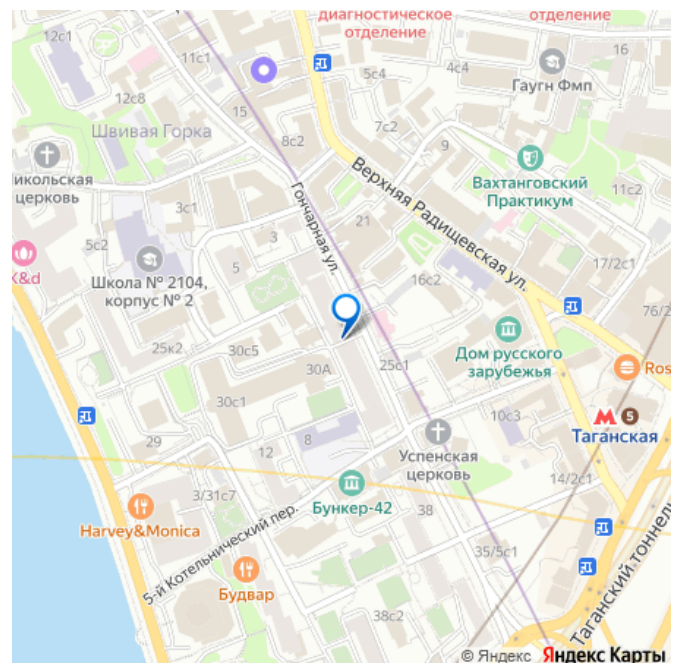 диагностическое
отделение
отделение
16
12с1
11с1
5с4
4с4
Гаугн Фмп
12с8
15
Швивая Горка
8с2
7с2
9
икольская
церковь
Верхняя Радищевская ул.
Вахтанговский
Практикум
11с2
3с1
Гончарная ул.
21
5с2
3
K&d
Школа № 2104,
корпус № 2
5
16с2
17/2с1
76/2
25к2
30с5
30А
25с1
Дом русского
зарубежья
Ros
30с1
10с3
5
Таганская
29
12
8
Успенская
церковь
14/2с1
3/31с7
Бункер-42
Harvey&Monica
38
5-й Котельнический пер.
35/5с1
Будвар
Таганский тоннель
38с2
© Яндекс Яндекс Карты